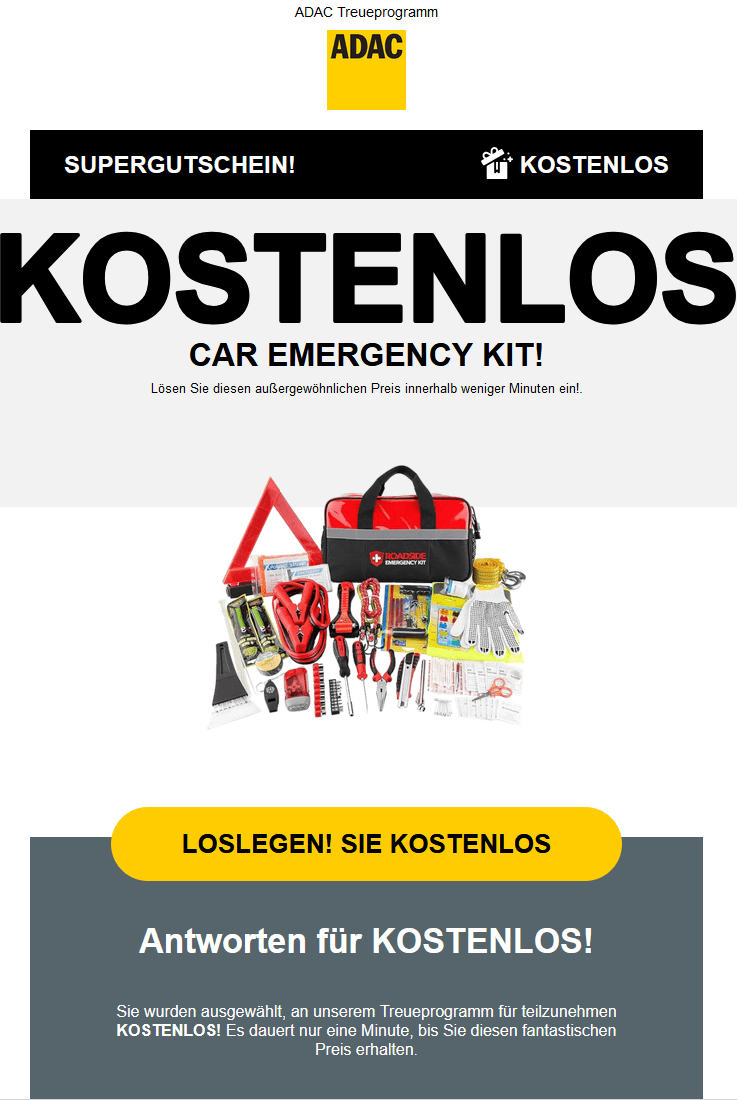 ADAC Treueprogramm
ADAC
SUPERGUTSCHEIN!
KOSTENLOS
KOSTENLOS
CAR EMERGENCY KIT!
Lösen Sie diesen außergewöhnlichen Preis innerhalb weniger Minuten ein!.
ROADSIDE
EMERGENCY KIT
LOSLEGEN! SIE KOSTENLOS
Antworten für KOSTENLOS!
Sie wurden ausgewählt, an unserem Treueprogramm für teilzunehmen
KOSTENLOS! Es dauert nur eine Minute, bis Sie diesen fantastischen
Preis erhalten.